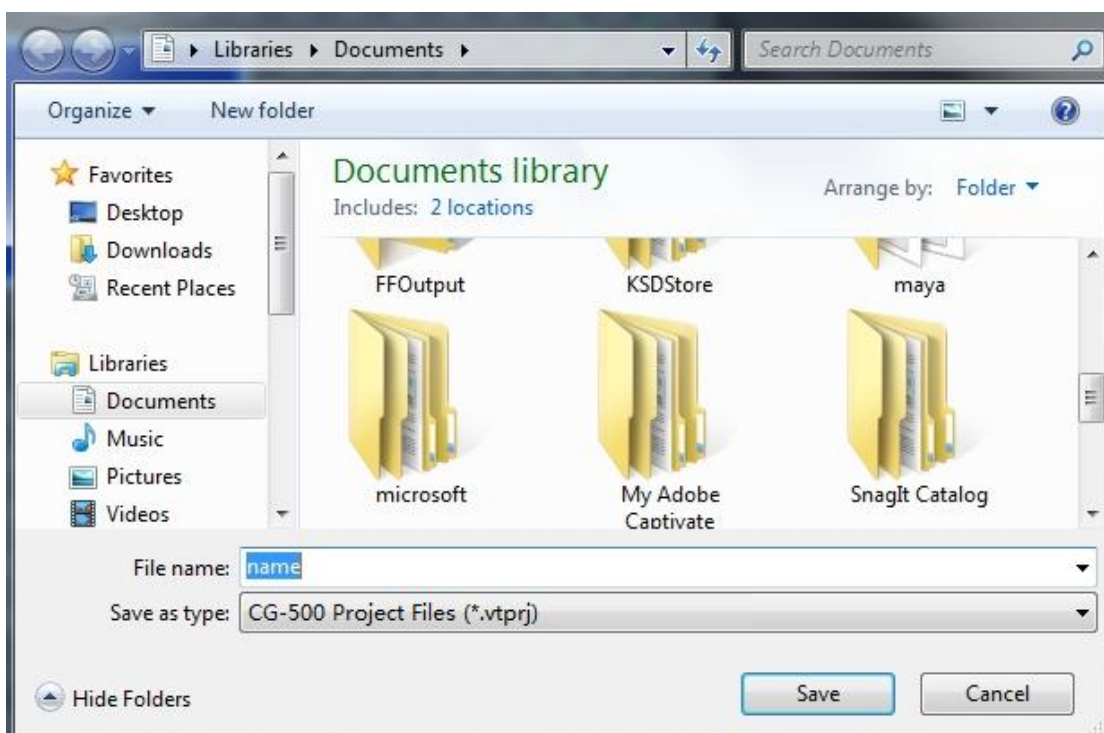 Libraries Documents
Search Documents
Organize New folder
Favorites
Desktop
Downloads
Recent Places
Libraries
Documents
Music
Pictures
Videos
Documents library
Includes: 2 locations
Arrange by: Folder
FFOutput KSDStore maya
microsoft My Adobe Captivate SnagIt Catalog
File name: name
Save as type: CG-500 Project Files (*.vtprj)
Hide Folders
Save Cancel